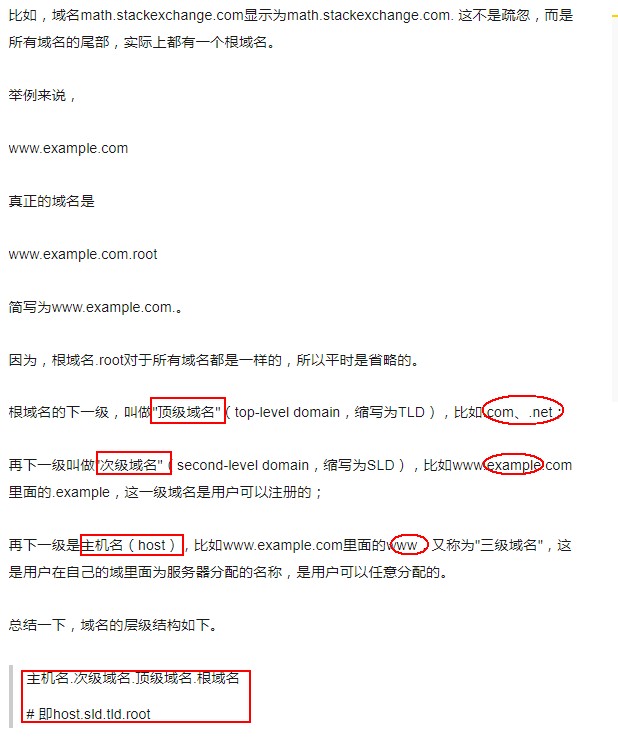 比如，域名math.stackexchange.com显示为math.stackexchange.com. 这不是疏忽，而是
所有域名的尾部，实际上都有一个根域名。
举例来说，
www.example.com
真正的域名是
www.example.com.root
简写为www.example.com.。
因为，根域名.root对于所有域名都是一样的，所以平时是省略的。
根域名的下一级，叫做"顶级域名"（top-level domain，缩写为TLD），比如.com、.net；
再下一级叫做"次级域名"（second-level domain，缩写为SLD），比如www.example.com
里面的.example，这一级域名是用户可以注册的；
再下一级是主机名（host），比如www.example.com里面的www，又称为"三级域名"，这
是用户在自己的域里面为服务器分配的名称，是用户可以任意分配的。
总结一下，域名的层级结构如下。
主机名.次级域名.顶级域名.根域名
# 即host.sld.tld.root